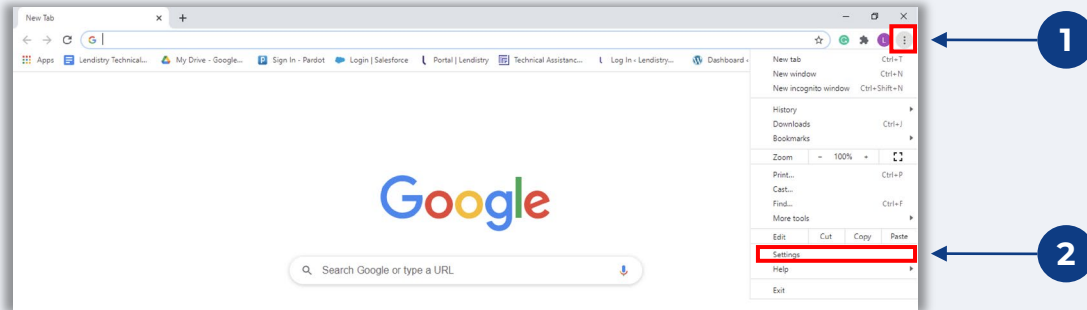 New Tab
G
Apps Lendistry Technical... My Drive - Google... Sign In - Pardot Login | Salesforce Portal | Lendistry Technical Assistanc... Log In ‹ Lendistry... Dashboard ‹
L
1
New tab Ctrl+T
New window Ctrl+N
New incognito window Ctrl+Shift+N
History
Downloads Ctrl+J
Bookmarks
Zoom - 100% +
Print... Ctrl+P
Cast...
Find... Ctrl+F
More tools
Edit Cut Copy Paste
Settings
2
Help
Exit
Google
Search Google or type a URL